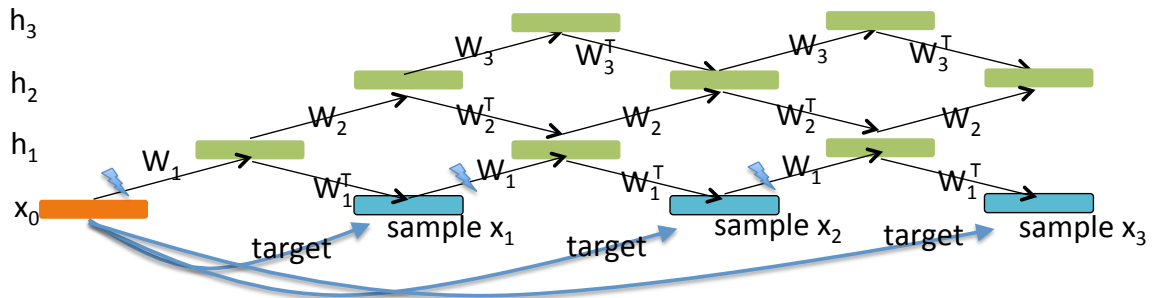 h₃
W₃ W₃ᵀ W₃ W₃ᵀ
h₂
W₂ W₂ᵀ W₂ W₂ᵀ W₂
h₁
W₁ W₁ᵀ W₁ W₁ᵀ W₁ W₁ᵀ
x₀
sample x₁ sample x₂ sample x₃
target target target